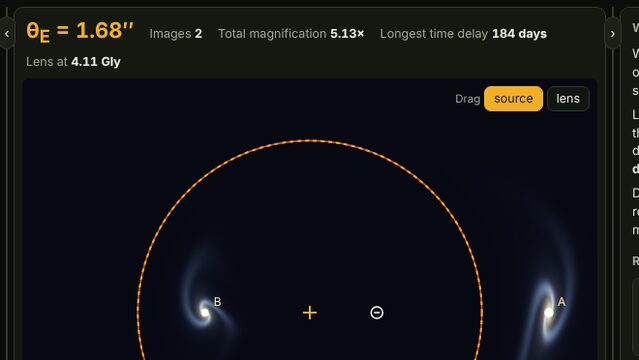 θE = 1.68″ Images 2 Total magnification 5.13× Longest time delay 184 days
Lens at 4.11 Gly
Drag source lens
B
A